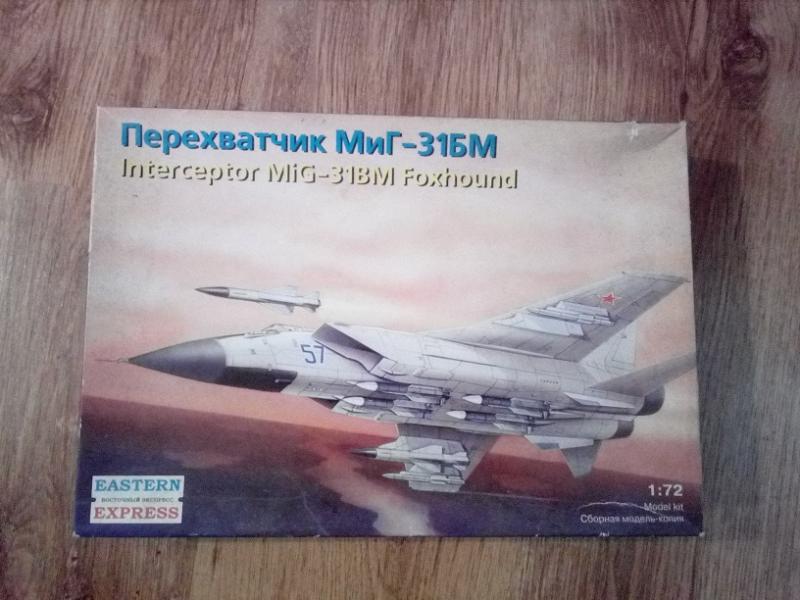 Перехватчик МиГ-31БМ
Interceptor MiG-31BM Foxhound
57
EASTERN
ВОСТОЧНЫЙ ЭКСПРЕСС
EXPRESS
1:72
Model kit
Сборная модель-копия